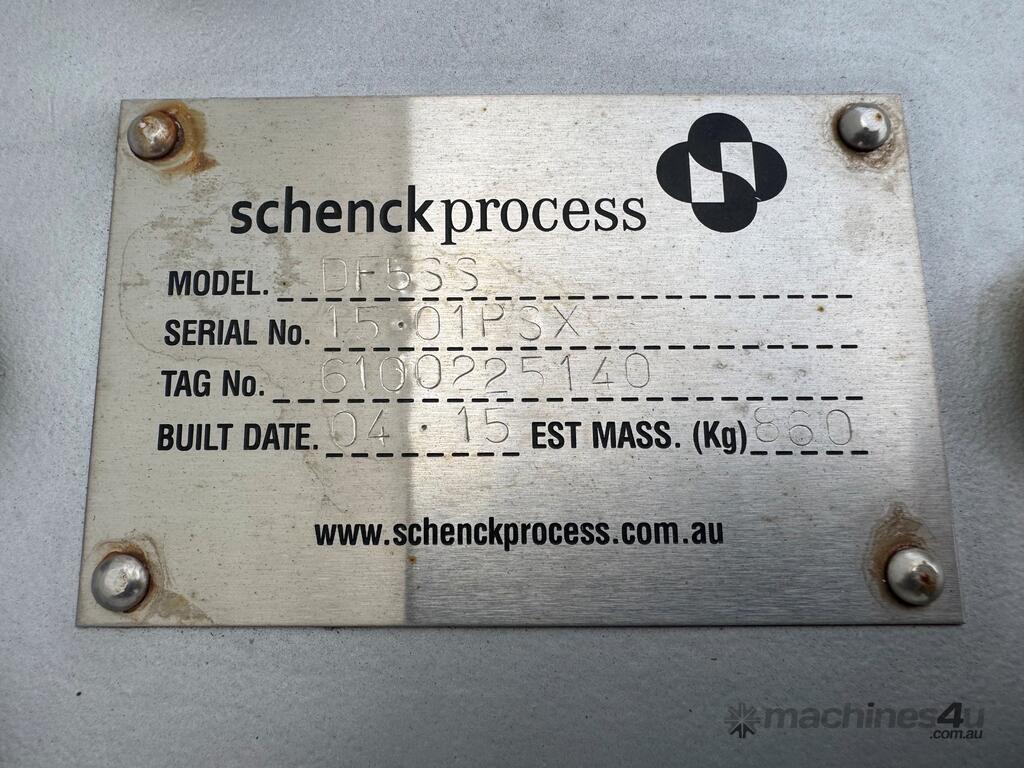 schenckprocess
MODEL. DF5SS
SERIAL No. 15·01PSX
TAG No. 6100225140
BUILT DATE. 04·15 EST MASS. (Kg) 860
www.schenckprocess.com.au
machines4u
.com.au